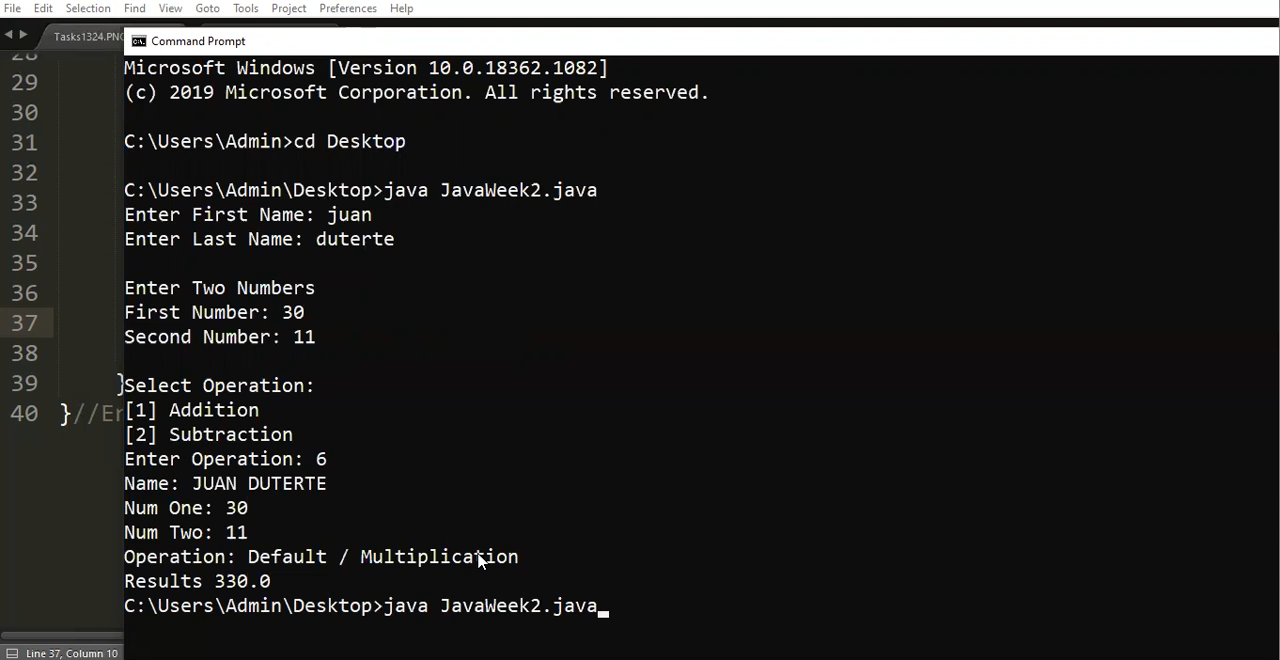 File Edit Selection Find View Goto Tools Project Preferences Help
Tasks1324.PNG
Command Prompt
Microsoft Windows [Version 10.0.18362.1082]
(c) 2019 Microsoft Corporation. All rights reserved.
29
30
31 C:\Users\Admin>cd Desktop
32
33 C:\Users\Admin\Desktop>java JavaWeek2.java
Enter First Name: juan
34 Enter Last Name: duterte
35
36 Enter Two Numbers
37 First Number: 30
Second Number: 11
38
39 }Select Operation:
40 }//En [1] Addition
[2] Subtraction
Enter Operation: 6
Name: JUAN DUTERTE
Num One: 30
Num Two: 11
Operation: Default / Multiplication
Results 330.0
C:\Users\Admin\Desktop>java JavaWeek2.java
Line 37, Column 10